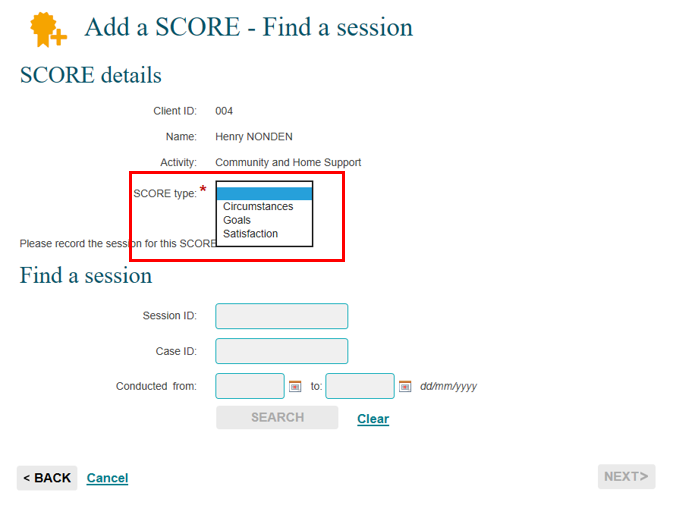 Add a SCORE - Find a session
SCORE details
Client ID: 004
Name: Henry NONDEN
Activity: Community and Home Support
SCORE type: *
Circumstances
Goals
Satisfaction
Please record the session for this SCORE
Find a session
Session ID:
Case ID:
Conducted from: to: dd/mm/yyyy
SEARCH Clear
< BACK Cancel NEXT>